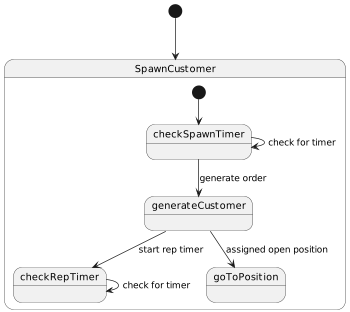 SpawnCustomer
checkSpawnTimer
check for timer
generate order
generateCustomer
start rep timer
assigned open position
checkRepTimer
check for timer
goToPosition